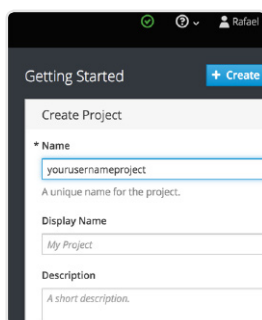 Rafael
Getting Started
+ Create
Create Project
* Name
yourusernameproject
A unique name for the project.
Display Name
My Project
Description
A short description.